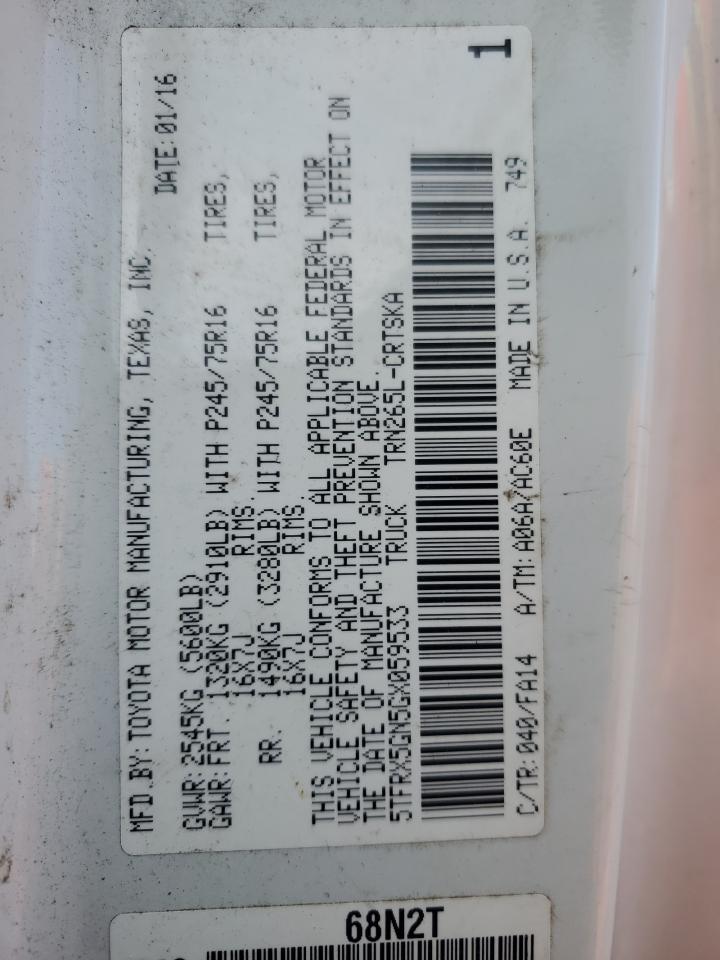 MFD.BY:TOYOTA MOTOR MANUFACTURING, TEXAS, INC.
DATE:01/16
GVWR:2545KG (5600LB)
GAWR:FRT. 1320KG (2910LB) WITH P245/75R16 TIRES,
16X7J RIMS.
RR. 1490KG (3280LB) WITH P245/75R16 TIRES,
16X7J RIMS.
THIS VEHICLE CONFORMS TO ALL APPLICABLE FEDERAL MOTOR
VEHICLE SAFETY AND THEFT PREVENTION STANDARDS IN EFFECT ON
THE DATE OF MANUFACTURE SHOWN ABOVE.
5TFRX5GN5GX059533 TRUCK TRN265L-CRTSKA
1
C/TR:040/FA14 A/TM:A06A/AC60E MADE IN U.S.A. 749
68N2T